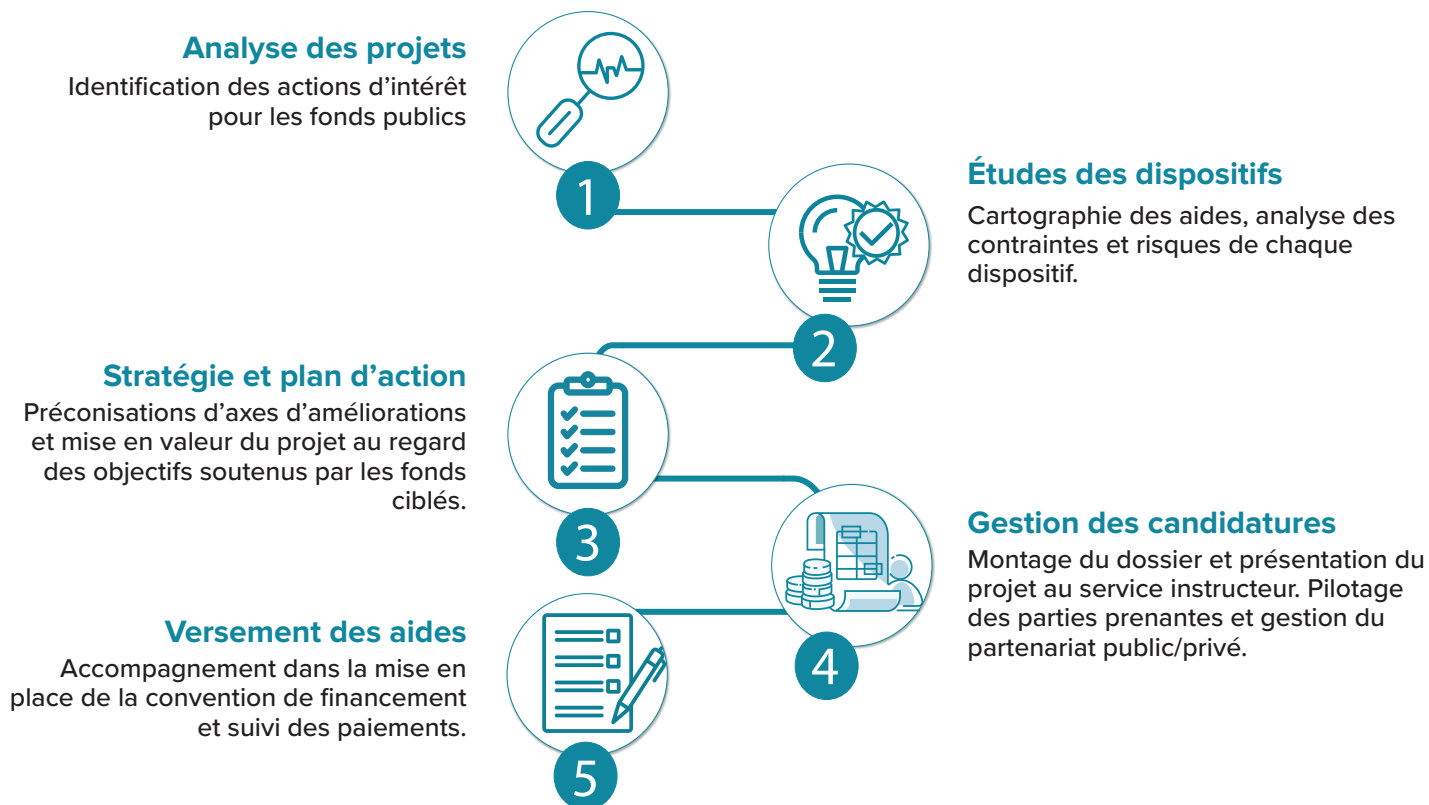 Analyse des projets
Identification des actions d’intérêt
pour les fonds publics
1
Études des dispositifs
Cartographie des aides, analyse des
contraintes et risques de chaque
dispositif.
2
Stratégie et plan d’action
Préconisations d’axes d’améliorations
et mise en valeur du projet au regard
des objectifs soutenus par les fonds
ciblés.
3
Gestion des candidatures
Montage du dossier et présentation du
projet au service instructeur. Pilotage
des parties prenantes et gestion du
partenariat public/privé.
4
Versement des aides
Accompagnement dans la mise en
place de la convention de financement
et suivi des paiements.
5